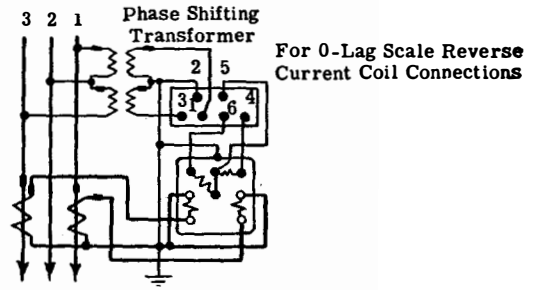 3 2 1
Phase Shifting
Transformer
For 0-Lag Scale Reverse
Current Coil Connections
2 5
3 1 6 4